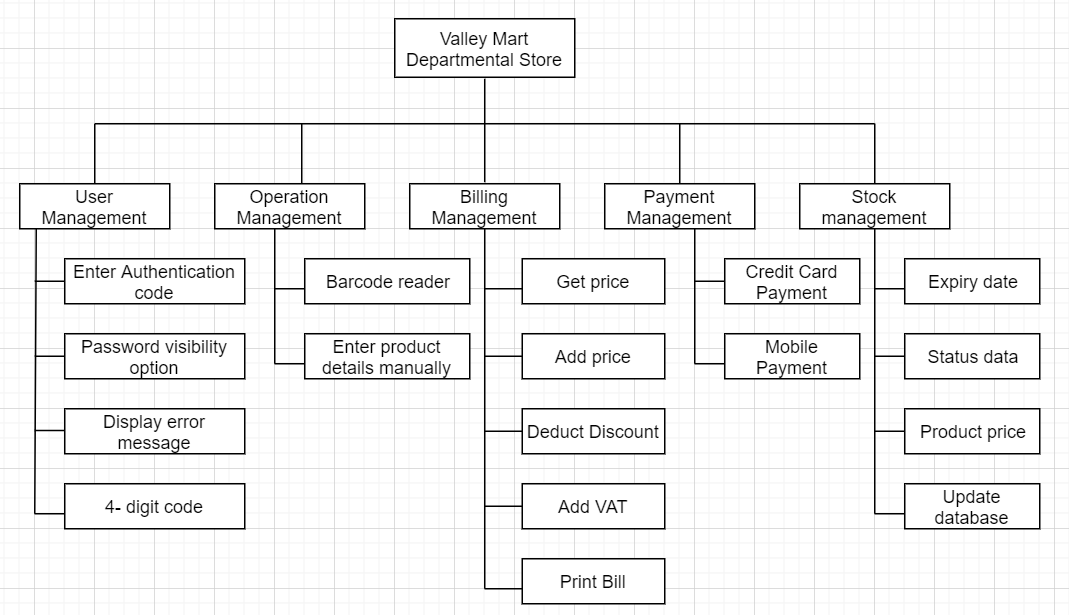 Valley Mart
Departmental Store
User
Management
Operation
Management
Billing
Management
Payment
Management
Stock
management
Enter Authentication
code
Password visibility
option
Display error
message
4- digit code
Barcode reader
Enter product
details manually
Get price
Add price
Deduct Discount
Add VAT
Print Bill
Credit Card
Payment
Mobile
Payment
Expiry date
Status data
Product price
Update
database